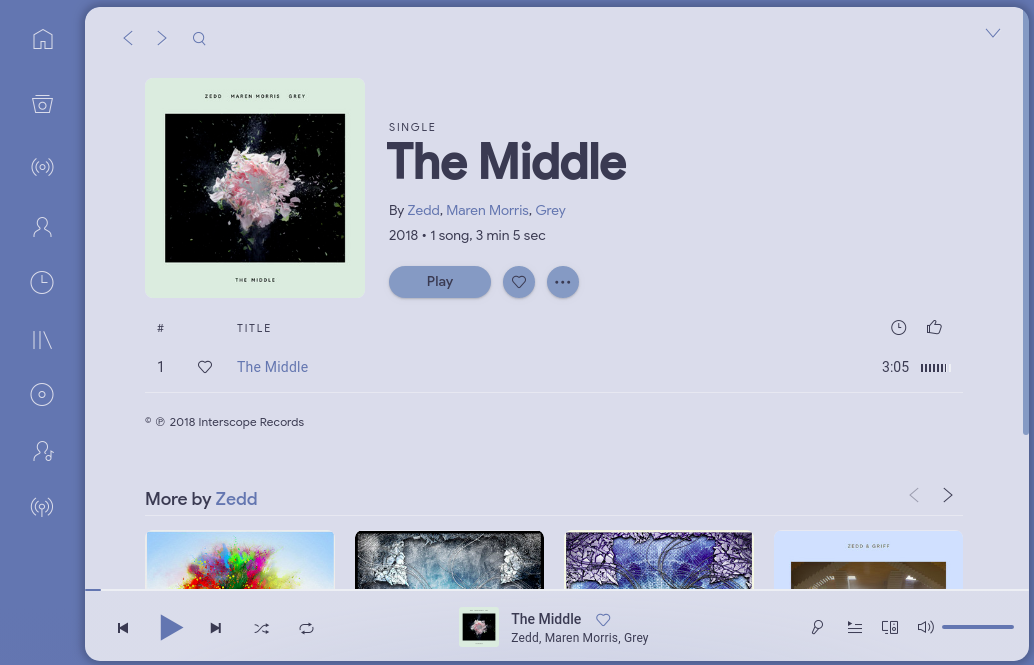 ZEDD MAREN MORRIS GREY
THE MIDDLE
SINGLE
The Middle
By Zedd, Maren Morris, Grey
2018 • 1 song, 3 min 5 sec
Play
# TITLE
1 The Middle 3:05
© ℗ 2018 Interscope Records
More by Zedd
ZEDD & GRIFF
The Middle
Zedd, Maren Morris, Grey